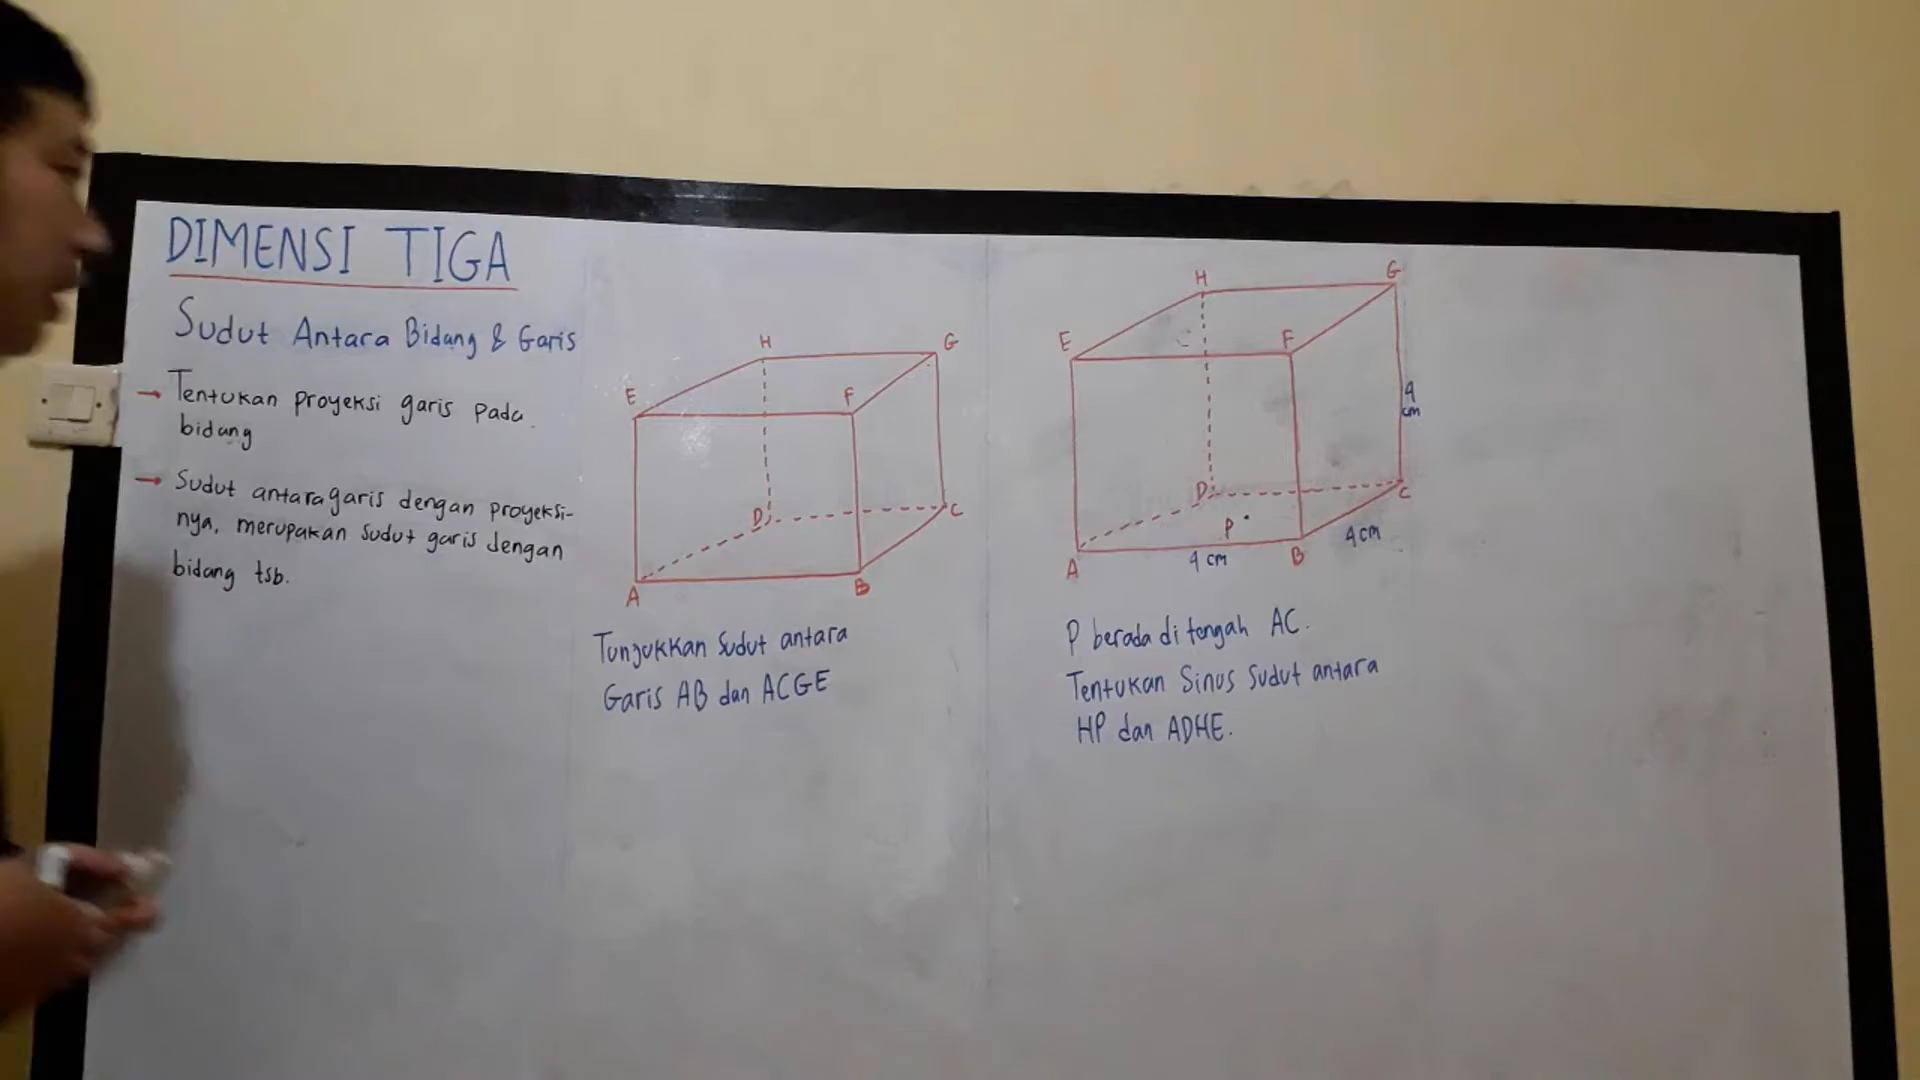 DIMENSI TIGA
Sudut Antara Bidang & Garis
→ Tentukan proyeksi garis pada
bidang
→ Sudut antara garis dengan proyeksi-
nya, merupakan sudut garis dengan
bidang tsb.
H
G
E
F
D
C
A
B
Tunjukkan sudut antara
Garis AB dan ACGE
H
G
E
F
4
cm
D
C
P
4 cm
A
4 cm
B
P berada di tengah AC.
Tentukan Sinus sudut antara
HP dan ADHE.